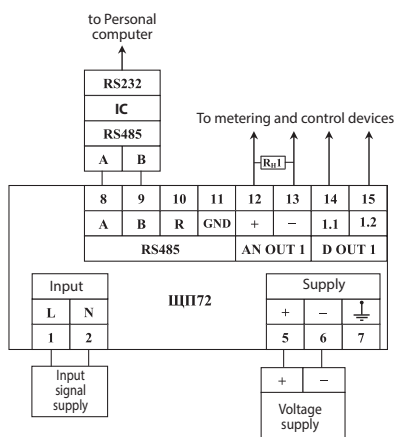 to Personal
computer
RS232
IC
RS485
To metering and control devices
A B
Rн1
8 9 10 11 12 13 14 15
A B R GND + − 1.1 1.2
RS485 AN OUT 1 D OUT 1
Input
Supply
L N
ЩП72
+ −
1 2
5 6 7
Input
signal
supply
+ −
Voltage
supply